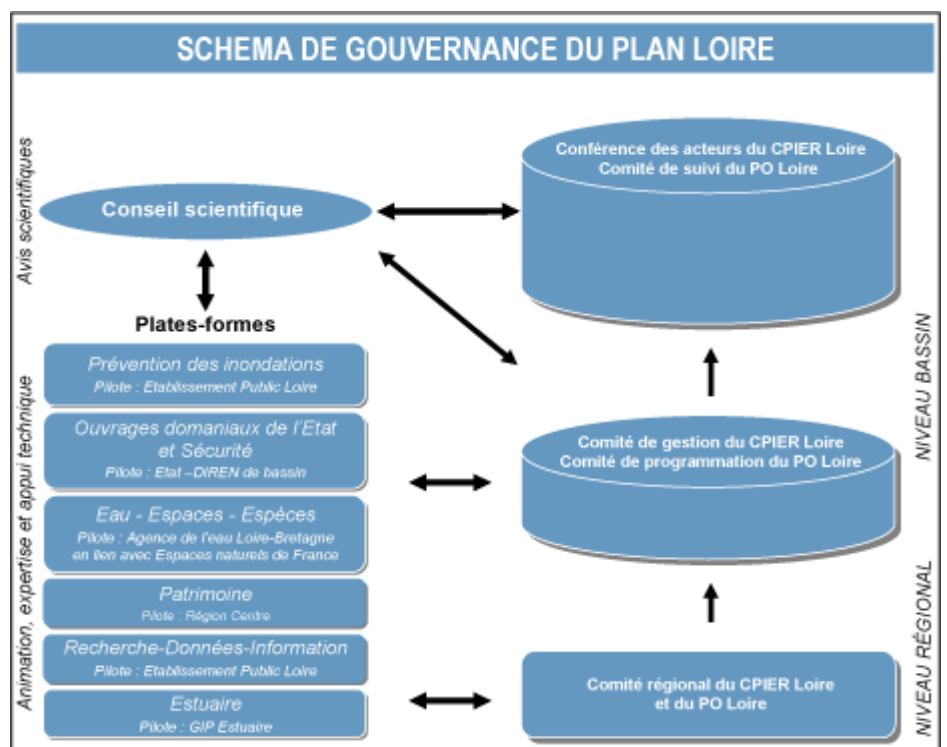 SCHEMA DE GOUVERNANCE DU PLAN LOIRE
Avis scientifiques
Conseil scientifique
Conférence des acteurs du CPIER Loire
Comité de suivi du PO Loire
Plates-formes
Animation, expertise et appui technique
Prévention des inondations
Pilote : Etablissement Public Loire
Ouvrages domaniaux de l'Etat
et Sécurité
Pilote : Etat –DIREN de bassin
Eau - Espaces - Espèces
Pilote : Agence de l'eau Loire-Bretagne
en lien avec Espaces naturels de France
Patrimoine
Pilote : Région Centre
Recherche-Données-Information
Pilote : Etablissement Public Loire
Estuaire
Pilote : GIP Estuaire
NIVEAU BASSIN
Comité de gestion du CPIER Loire
Comité de programmation du PO Loire
NIVEAU RÉGIONAL
Comité régional du CPIER Loire
et du PO Loire